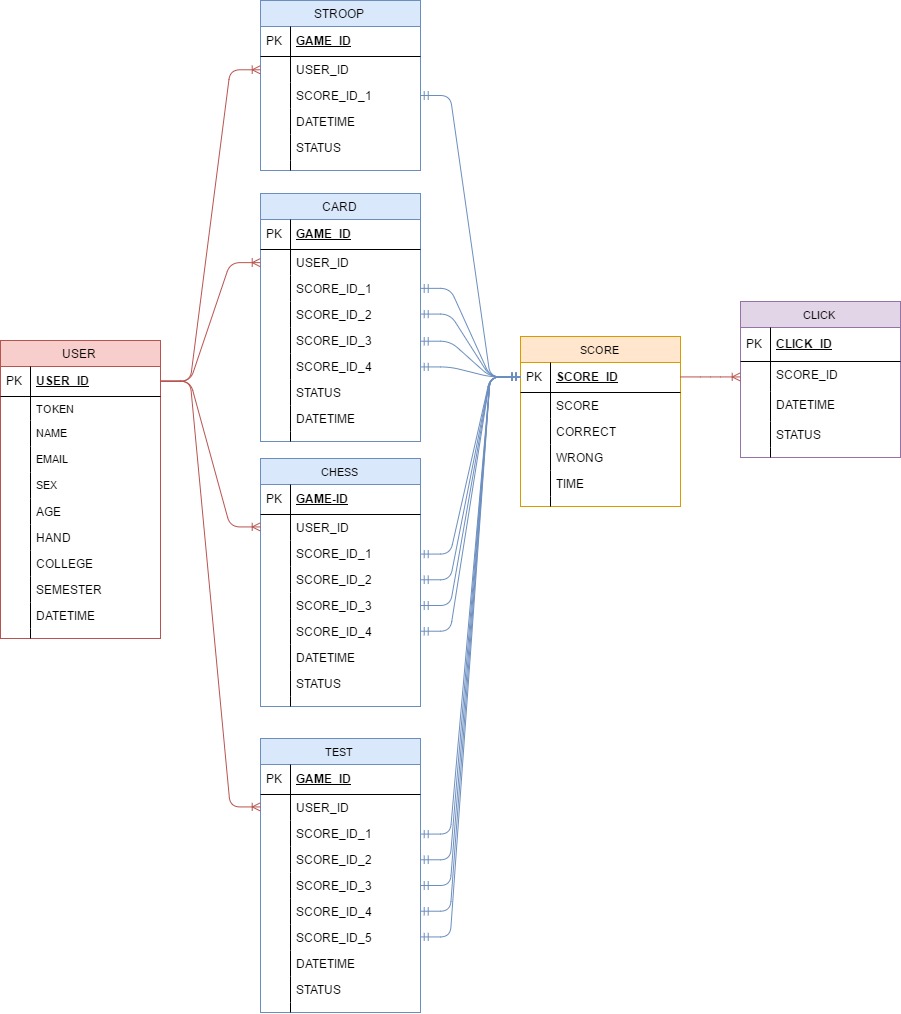 STROOP
PK GAME_ID
USER_ID
SCORE_ID_1
DATETIME
STATUS
CARD
PK GAME_ID
USER_ID
SCORE_ID_1
SCORE_ID_2
SCORE_ID_3
SCORE_ID_4
STATUS
DATETIME
USER
PK USER_ID
TOKEN
NAME
EMAIL
SEX
AGE
HAND
COLLEGE
SEMESTER
DATETIME
CHESS
PK GAME-ID
USER_ID
SCORE_ID_1
SCORE_ID_2
SCORE_ID_3
SCORE_ID_4
DATETIME
STATUS
TEST
PK GAME_ID
USER_ID
SCORE_ID_1
SCORE_ID_2
SCORE_ID_3
SCORE_ID_4
SCORE_ID_5
DATETIME
STATUS
SCORE
PK SCORE_ID
SCORE
CORRECT
WRONG
TIME
CLICK
PK CLICK_ID
SCORE_ID
DATETIME
STATUS